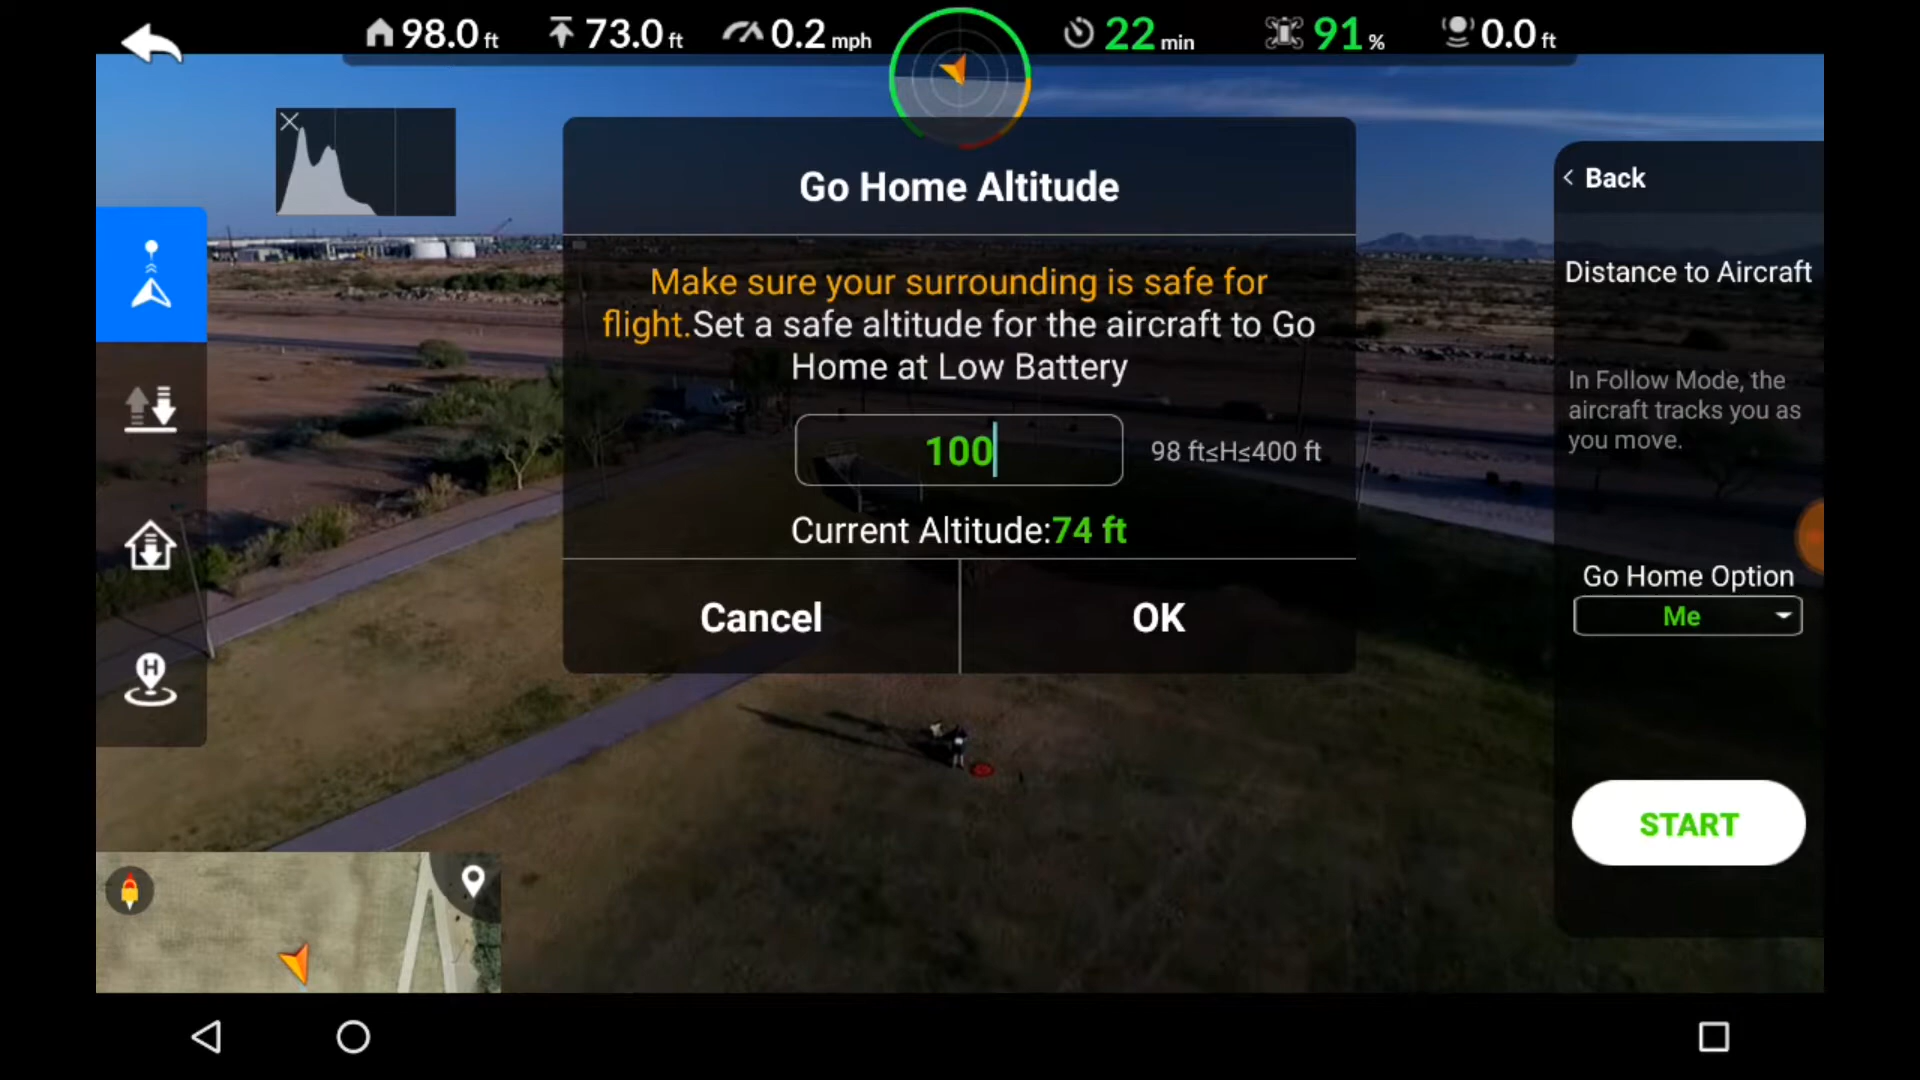 98.0 ft 73.0 ft 0.2 mph 22 min 91 % 0.0 ft
Go Home Altitude
Make sure your surrounding is safe for
flight.Set a safe altitude for the aircraft to Go
Home at Low Battery
100 98 ft≤H≤400 ft
Current Altitude:74 ft
Cancel OK
Back
Distance to Aircraft
In Follow Mode, the
aircraft tracks you as
you move.
Go Home Option
Me
START
H